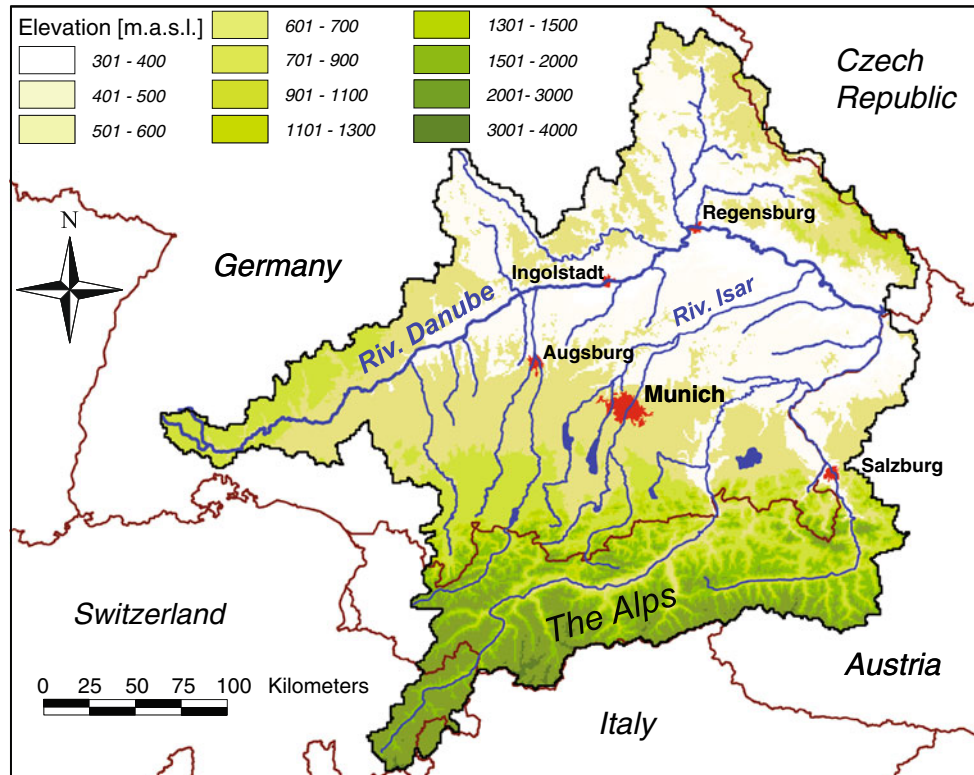 Elevation [m.a.s.l.]
301 - 400
401 - 500
501 - 600
601 - 700
701 - 900
901 - 1100
1101 - 1300
1301 - 1500
1501 - 2000
2001- 3000
3001 - 4000
Czech
Republic
N
Germany
Regensburg
Ingolstadt
Riv. Danube
Riv. Isar
Augsburg
Munich
Salzburg
The Alps
Switzerland
Austria
Italy
0 25 50 75 100 Kilometers